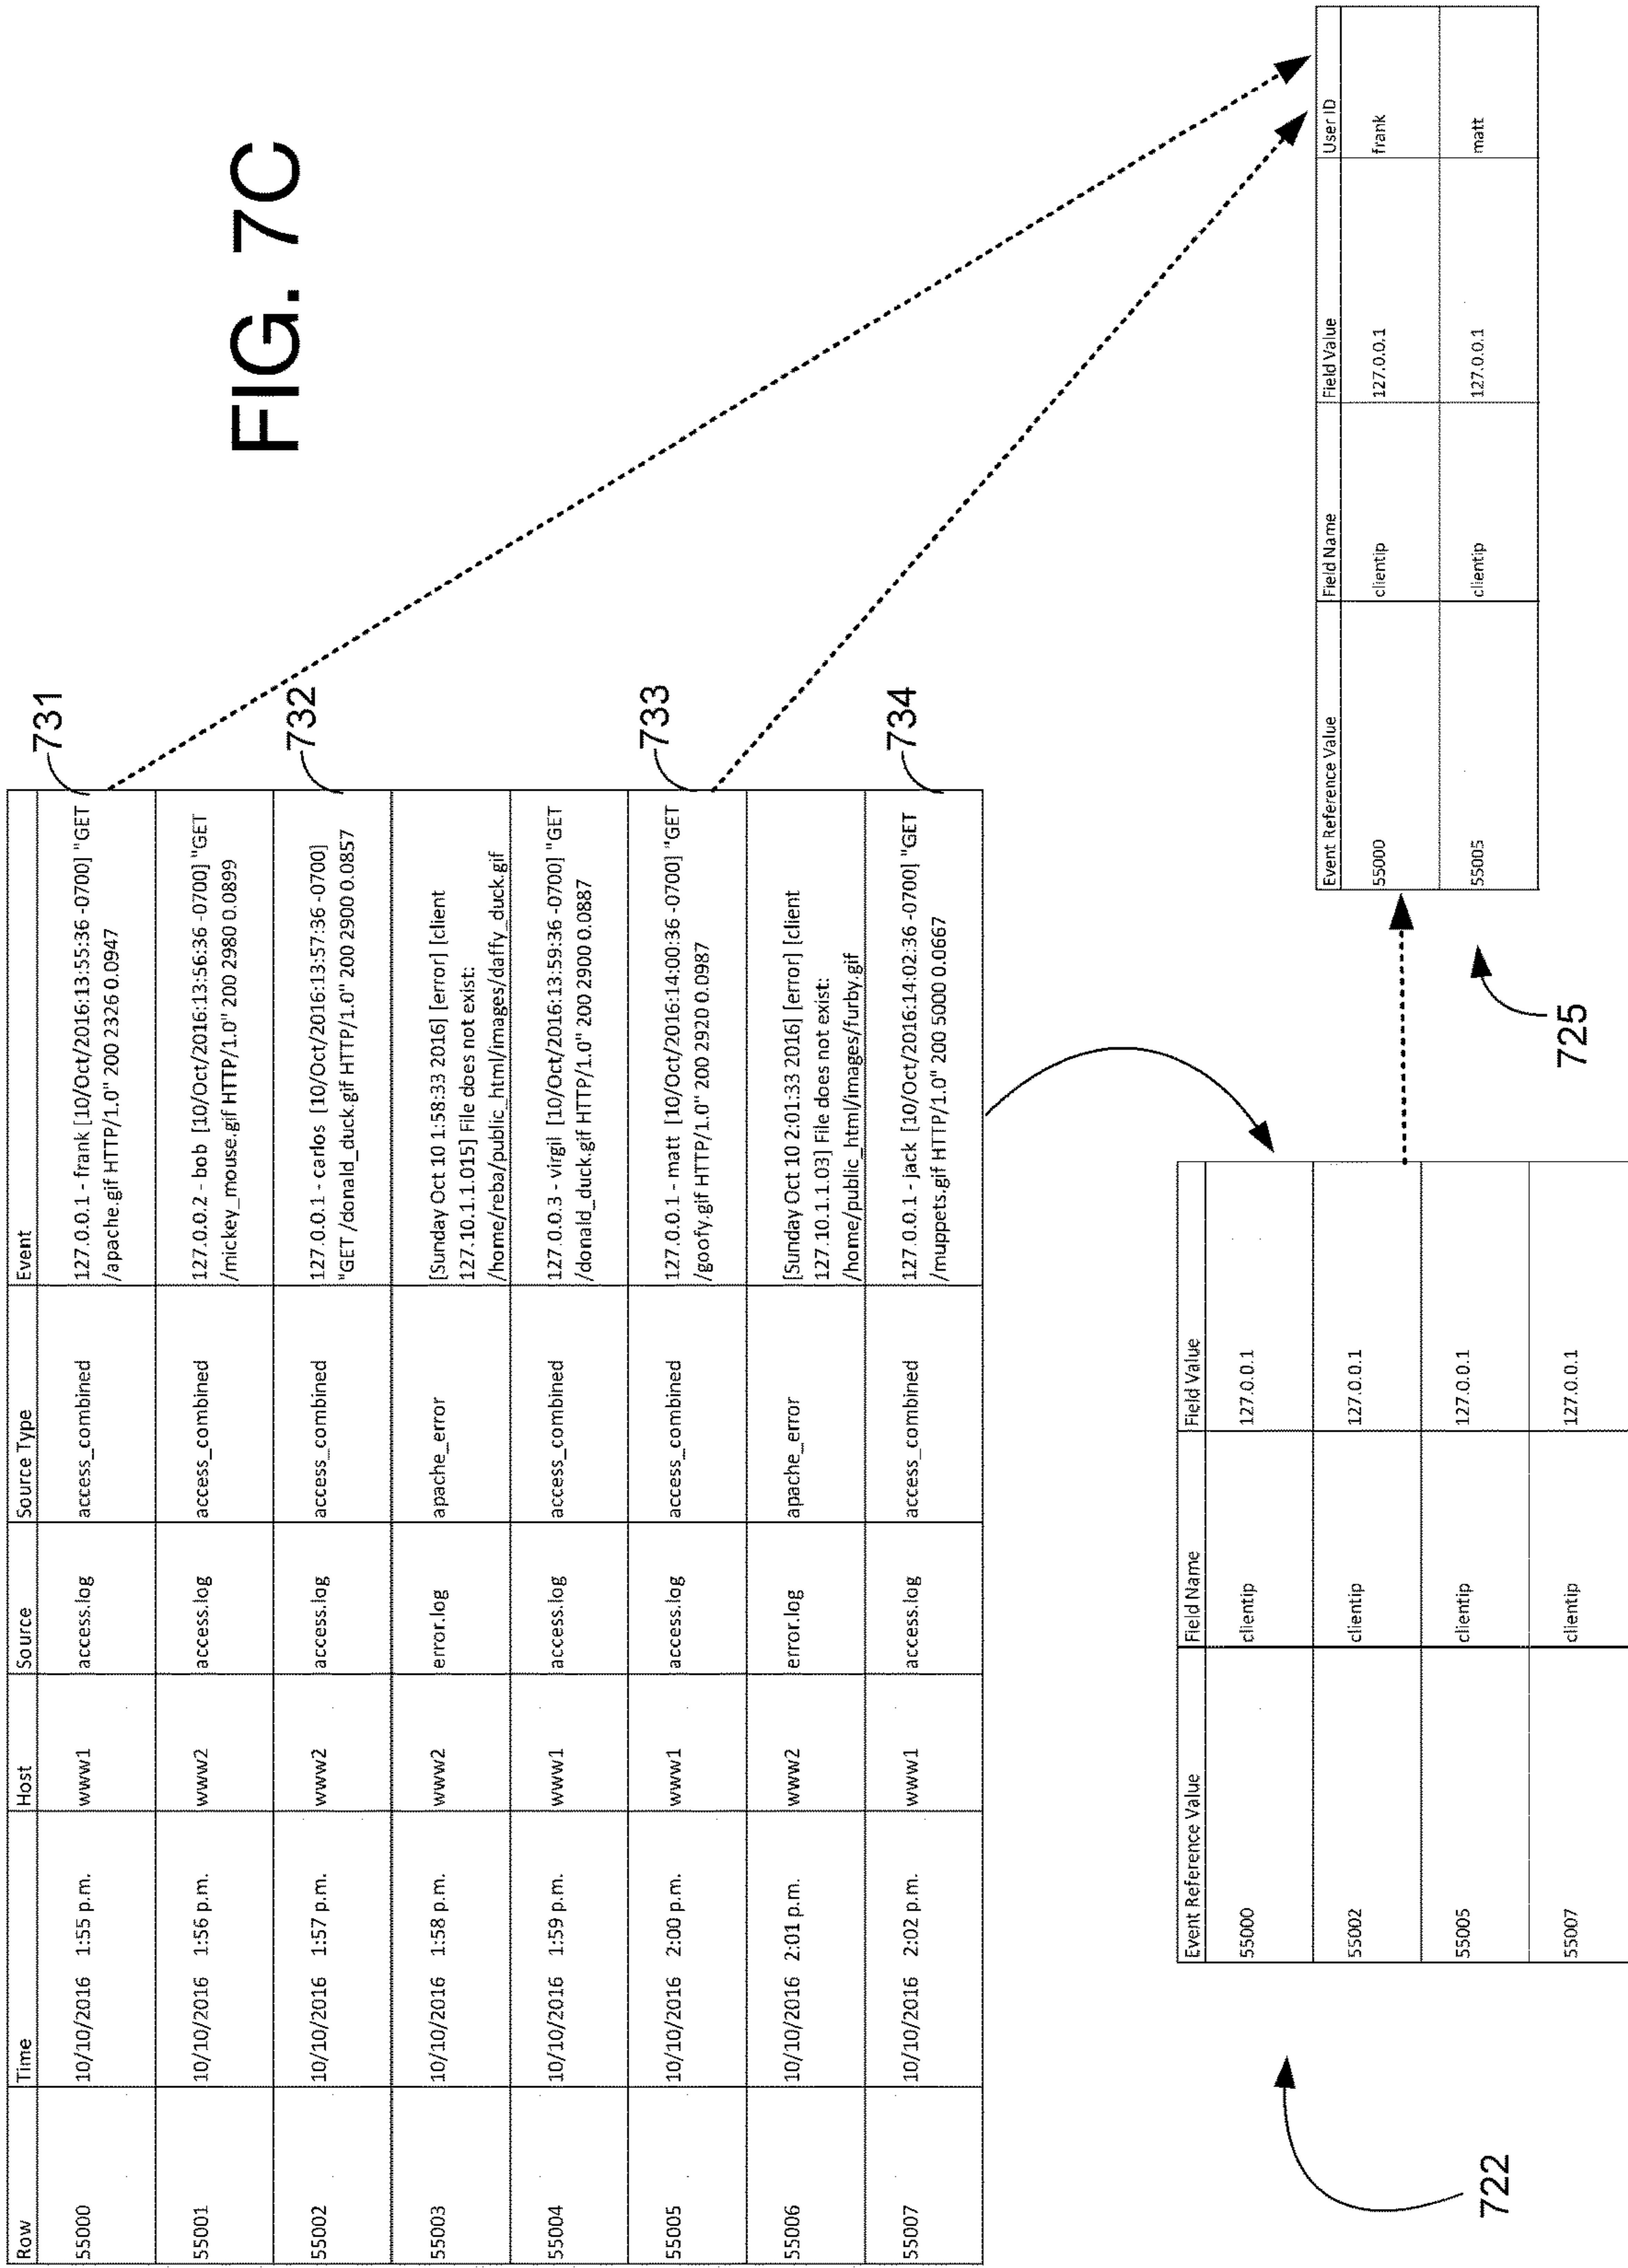 FIG. 7C
Row Time Host Source Source Type Event
55000 10/10/2016 1:55 p.m. www1 access.log access_combined 127.0.0.1 - frank [10/Oct/2016:13:55:36 -0700] "GET
/apache.gif HTTP/1.0" 200 2326 0.0947
731
55001 10/10/2016 1:56 p.m. www2 access.log access_combined 127.0.0.2 - bob [10/Oct/2016:13:56:36 -0700] "GET
/mickey_mouse.gif HTTP/1.0" 200 2980 0.0899
55002 10/10/2016 1:57 p.m. www2 access.log access_combined 127.0.0.1 - carlos [10/Oct/2016:13:57:36 -0700]
"GET /donald_duck.gif HTTP/1.0" 200 2900 0.0857
732
55003 10/10/2016 1:58 p.m. www2 error.log apache_error [Sunday Oct 10 1:58:33 2016] [error] [client
127.10.1.1.015] File does not exist:
/home/reba/public_html/images/daffy_duck.gif
55004 10/10/2016 1:59 p.m. www1 access.log access_combined 127.0.0.3 - virgil [10/Oct/2016:13:59:36 -0700] "GET
/donald_duck.gif HTTP/1.0" 200 2900 0.0887
55005 10/10/2016 2:00 p.m. www1 access.log access_combined 127.0.0.1 - matt [10/Oct/2016:14:00:36 -0700] "GET
/goofy.gif HTTP/1.0" 200 2920 0.0987
733
55006 10/10/2016 2:01 p.m. www2 error.log apache_error [Sunday Oct 10 2:01:33 2016] [error] [client
127.10.1.1.03] File does not exist:
/home/public_html/images/furby.gif
55007 10/10/2016 2:02 p.m. www1 access.log access_combined 127.0.0.1 - jack [10/Oct/2016:14:02:36 -0700] "GET
/muppets.gif HTTP/1.0" 200 5000 0.0667
734
722
Event Reference Value Field Name Field Value
55000 clientip 127.0.0.1
55002 clientip 127.0.0.1
55005 clientip 127.0.0.1
55007 clientip 127.0.0.1
725
Event Reference Value Field Name Field Value User ID
55000 clientip 127.0.0.1 frank
55005 clientip 127.0.0.1 matt